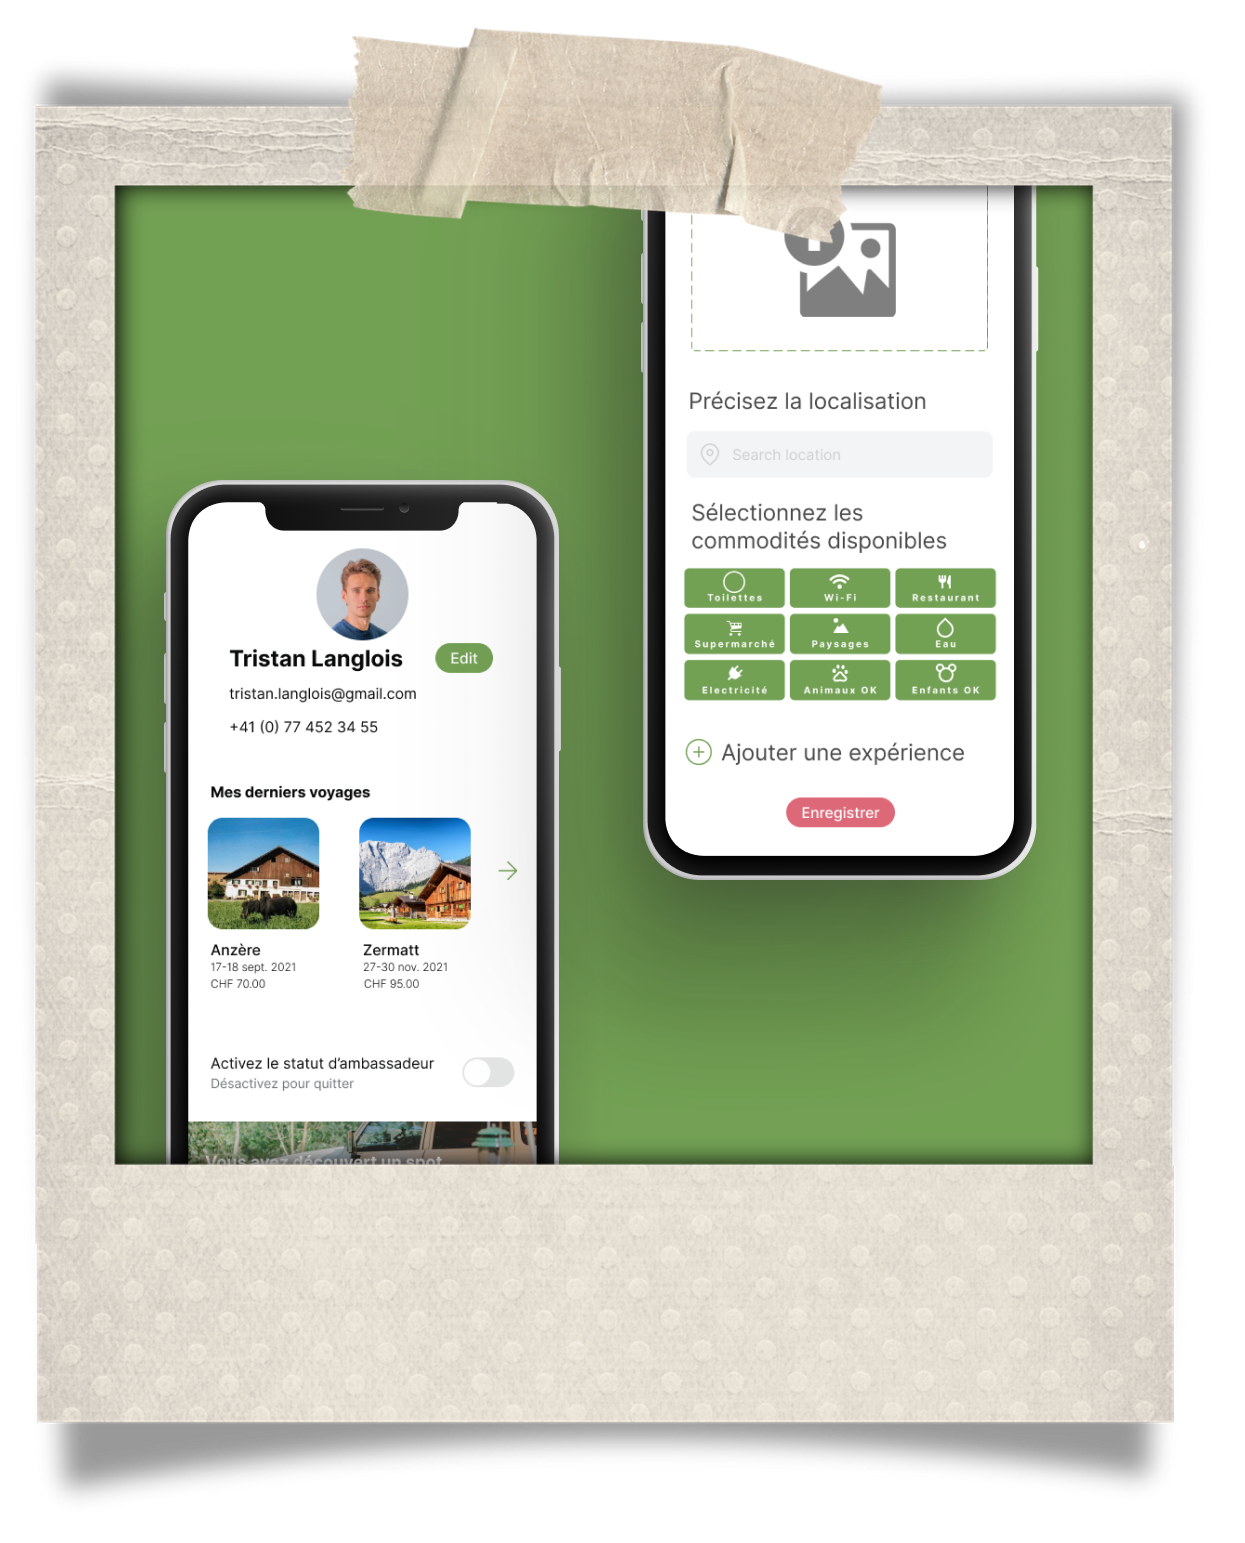 Tristan Langlois
Edit
tristan.langlois@gmail.com
+41 (0) 77 452 34 55
Mes derniers voyages
Anzère
17-18 sept. 2021
CHF 70.00
Zermatt
27-30 nov. 2021
CHF 95.00
Activez le statut d'ambassadeur
Désactivez pour quitter
Vous avez découvert un spot
Précisez la localisation
Search location
Sélectionnez les
commodités disponibles
Toilettes
Wi-Fi
Restaurant
Supermarché
Paysages
Eau
Electricité
Animaux OK
Enfants OK
Ajouter une expérience
Enregistrer